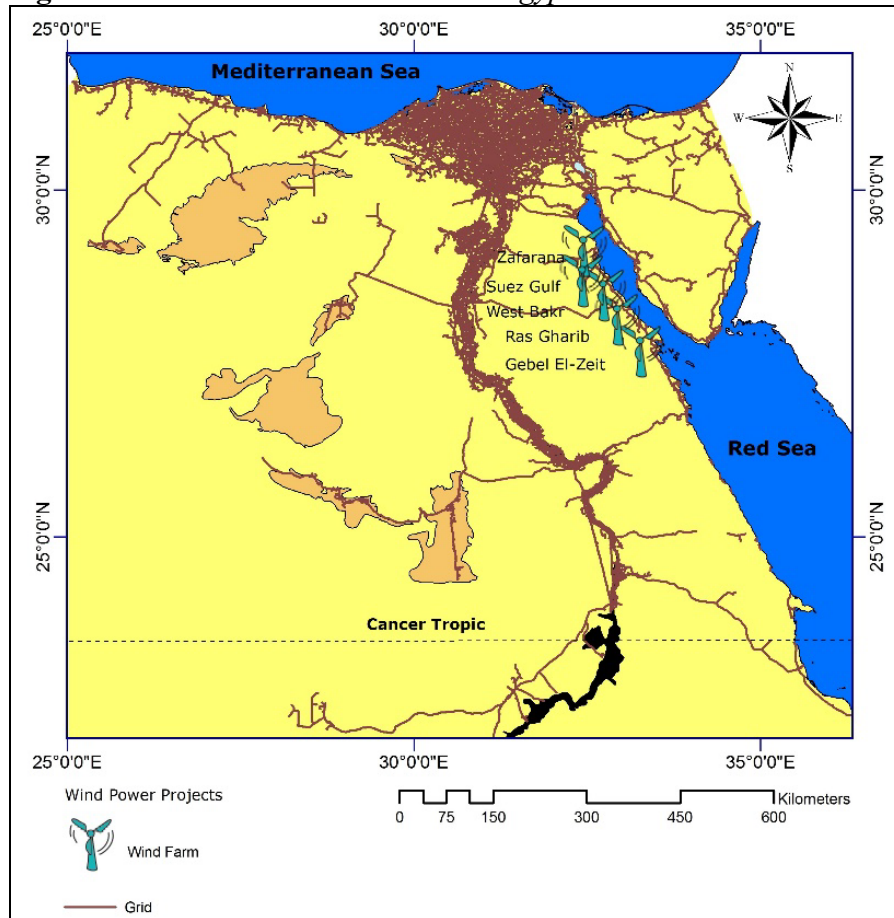 gyp
25°0'0"E 30°0'0"E 35°0'0"E
Mediterranean Sea
N
W E
S
30°0'0"N 30°0'0"N
Zafarana
Suez Gulf
West Bakr
Ras Gharib
Gebel El-Zeit
Red Sea
25°0'0"N 25°0'0"N
Cancer Tropic
25°0'0"E 30°0'0"E 35°0'0"E
Wind Power Projects
Kilometers
0 75 150 300 450 600
Wind Farm
Grid